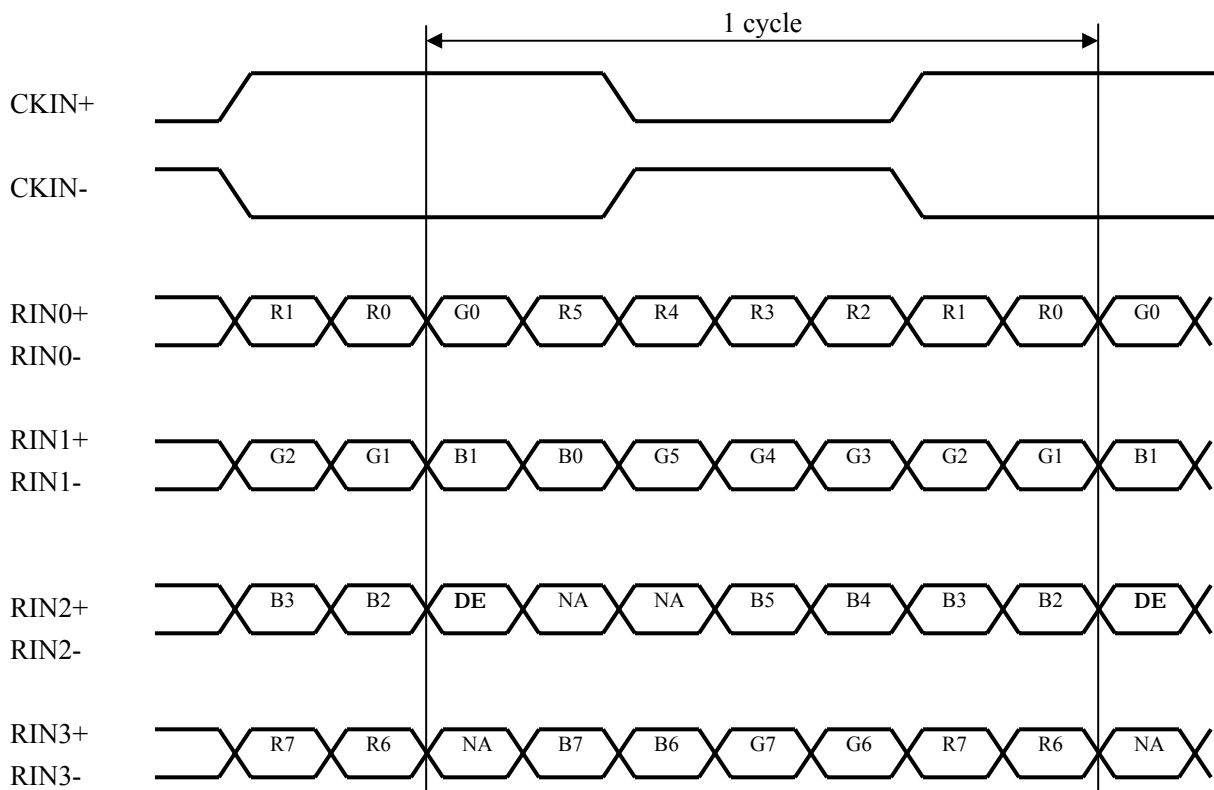 1 cycle
CKIN+
CKIN-
RIN0+ R1 R0 G0 R5 R4 R3 R2 R1 R0 G0
RIN0-
RIN1+ G2 G1 B1 B0 G5 G4 G3 G2 G1 B1
RIN1-
RIN2+ B3 B2 DE NA NA B5 B4 B3 B2 DE
RIN2-
RIN3+ R7 R6 NA B7 B6 G7 G6 R7 R6 NA
RIN3-